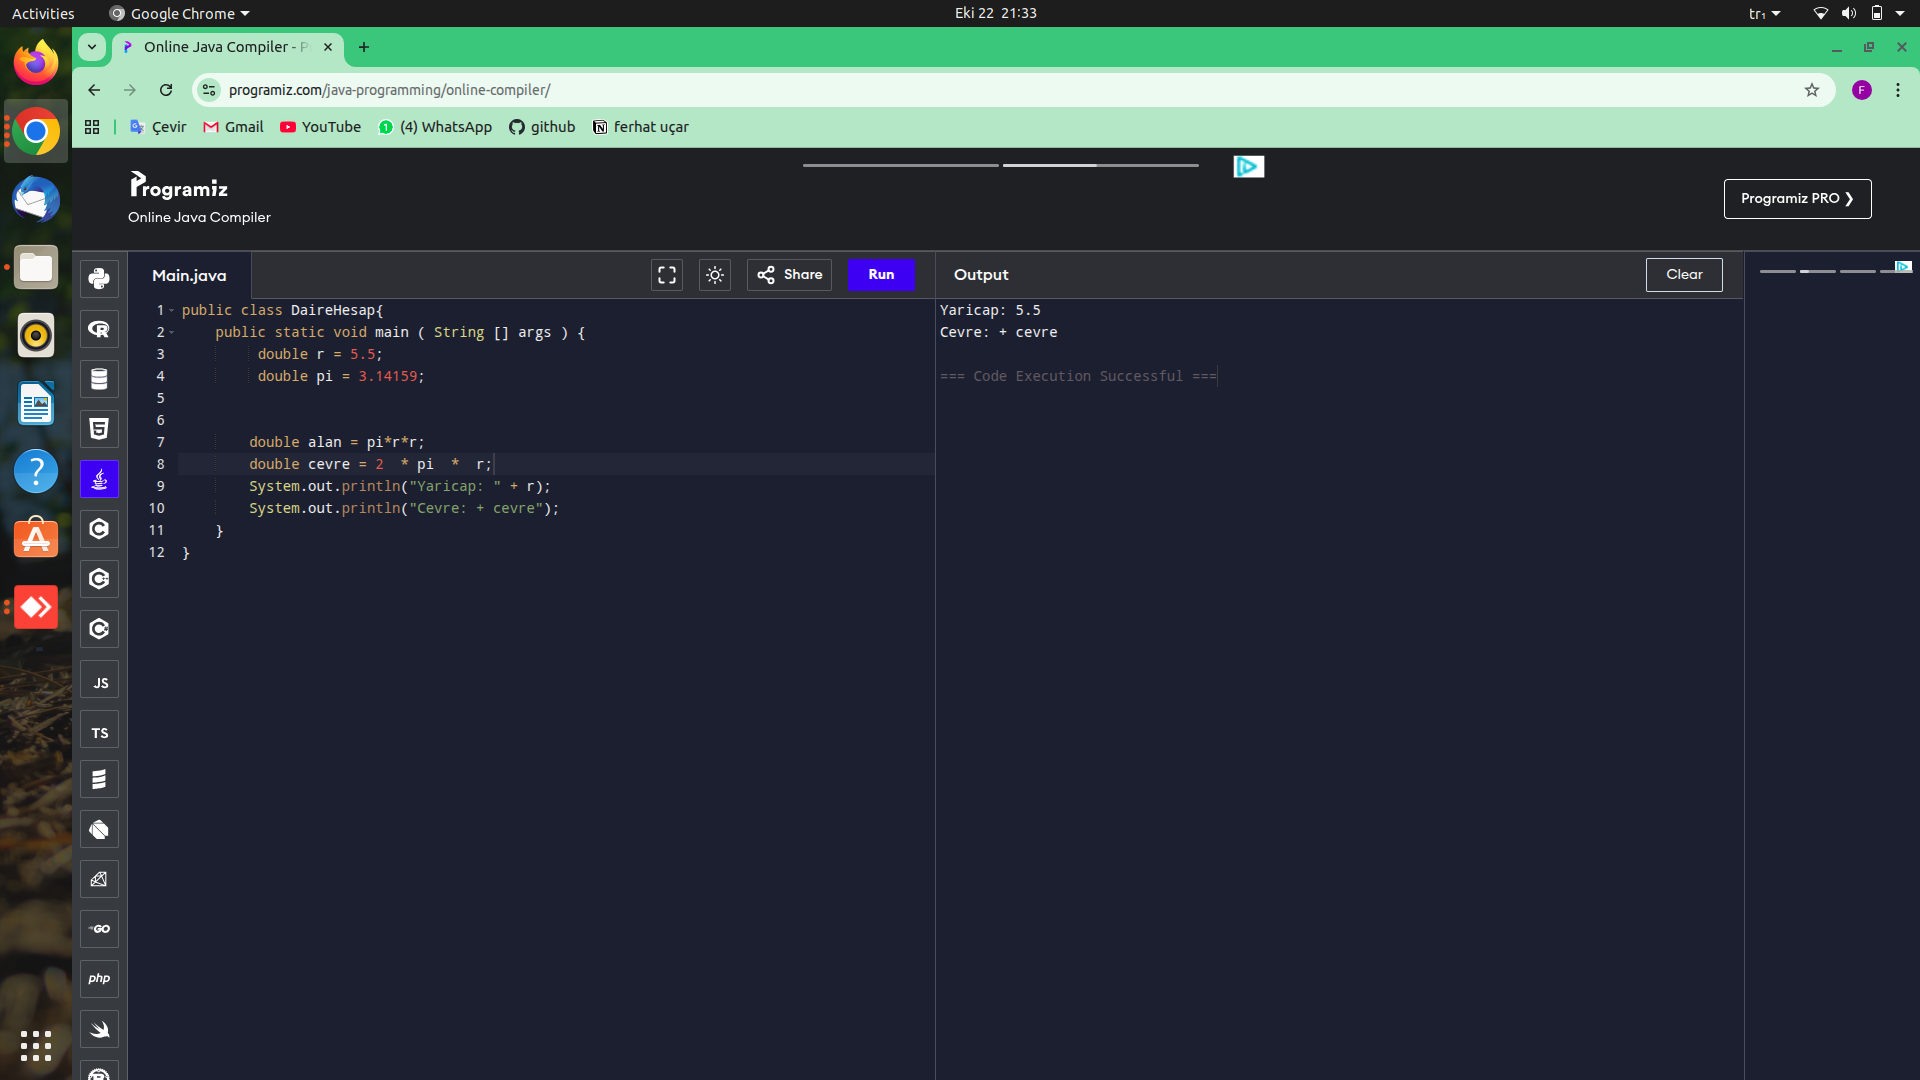 Activities
Google Chrome
Eki 22 21:33
tr₁
Online Java Compiler - P
programiz.com/java-programming/online-compiler/
F
Çevir
Gmail
YouTube
(4) WhatsApp
github
ferhat uçar
Programiz
Online Java Compiler
Programiz PRO ❯
Main.java
Share
Run
Output
Clear
1 public class DaireHesap{
2 public static void main ( String [] args ) {
3 double r = 5.5;
4 double pi = 3.14159;
5
6
7 double alan = pi*r*r;
8 double cevre = 2  * pi  *  r;
9 System.out.println("Yaricap: " + r);
10 System.out.println("Cevre: + cevre");
11 }
12 }
Yaricap: 5.5
Cevre: + cevre
=== Code Execution Successful ===
JS
TS
GO
php